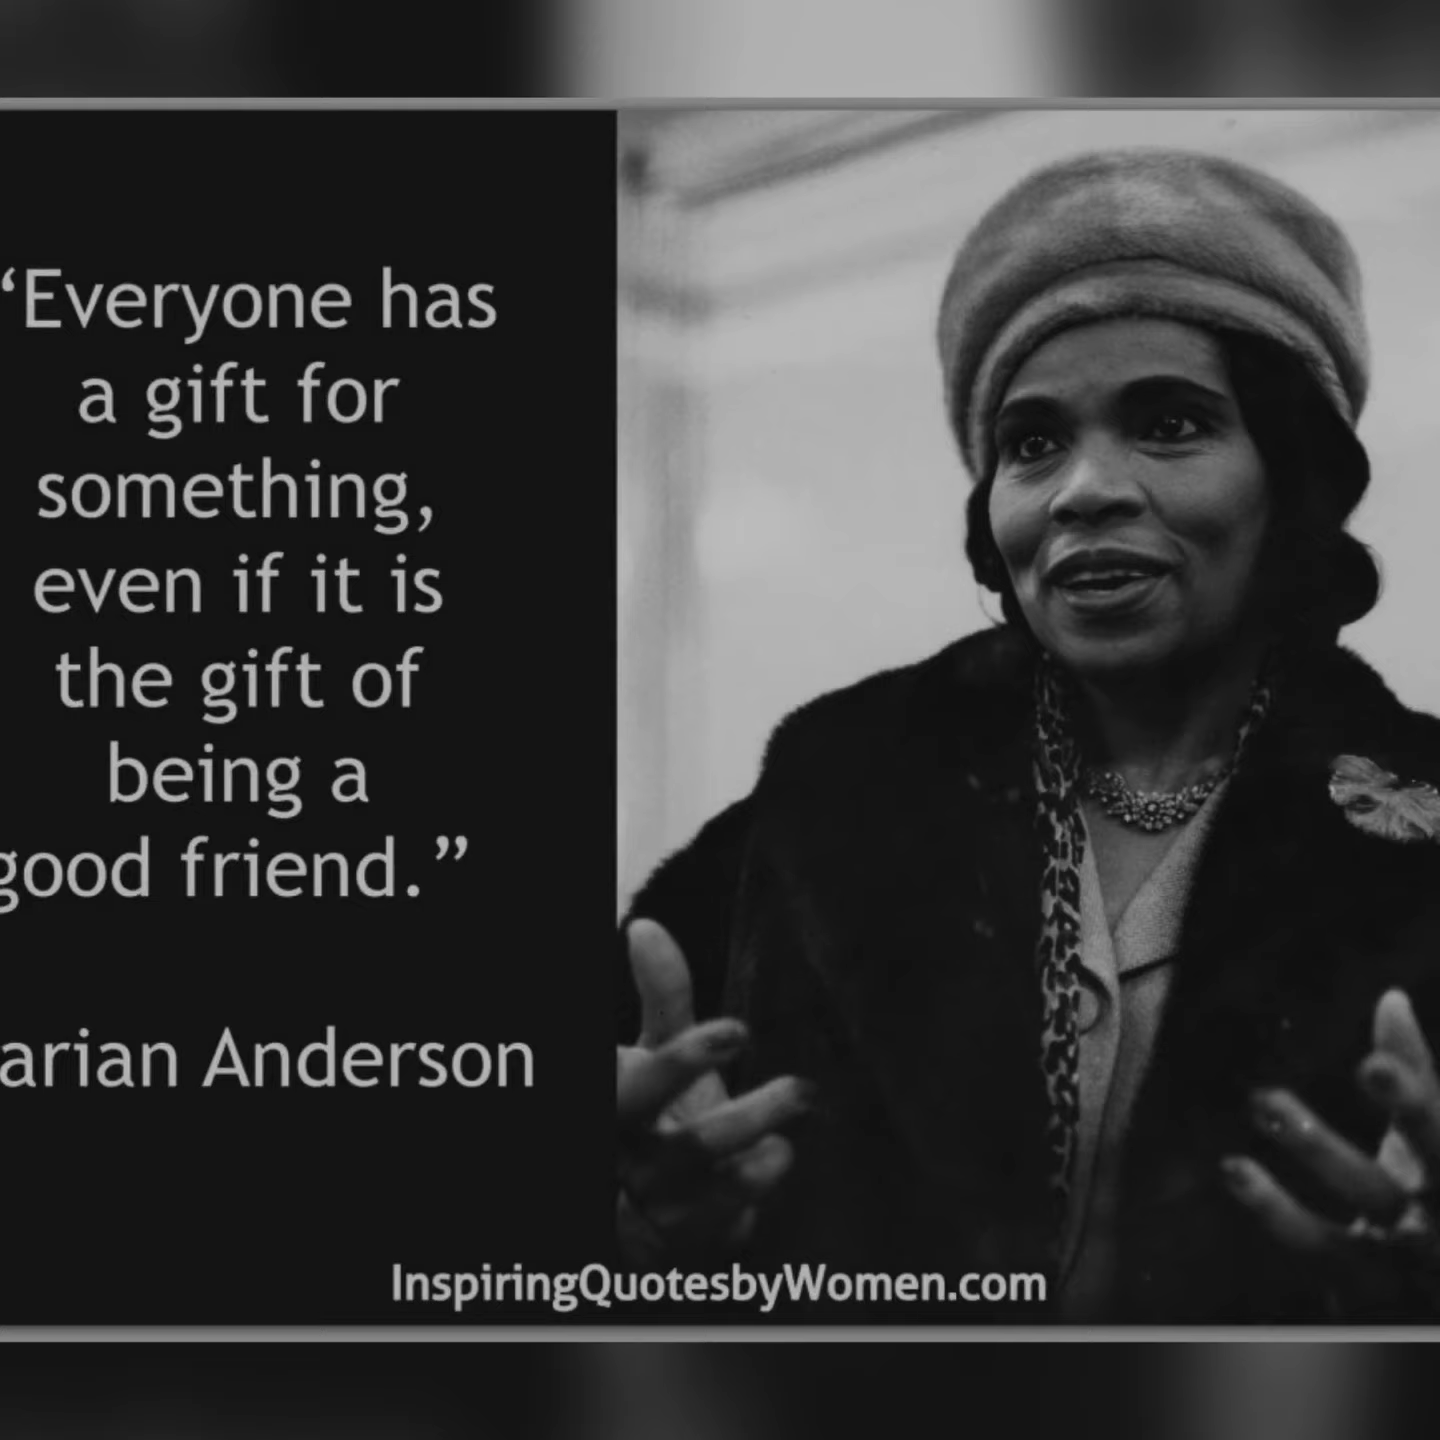 “Everyone has
a gift for
something,
even if it is
the gift of
being a
good friend.”
arian Anderson
InspiringQuotesbyWomen.com